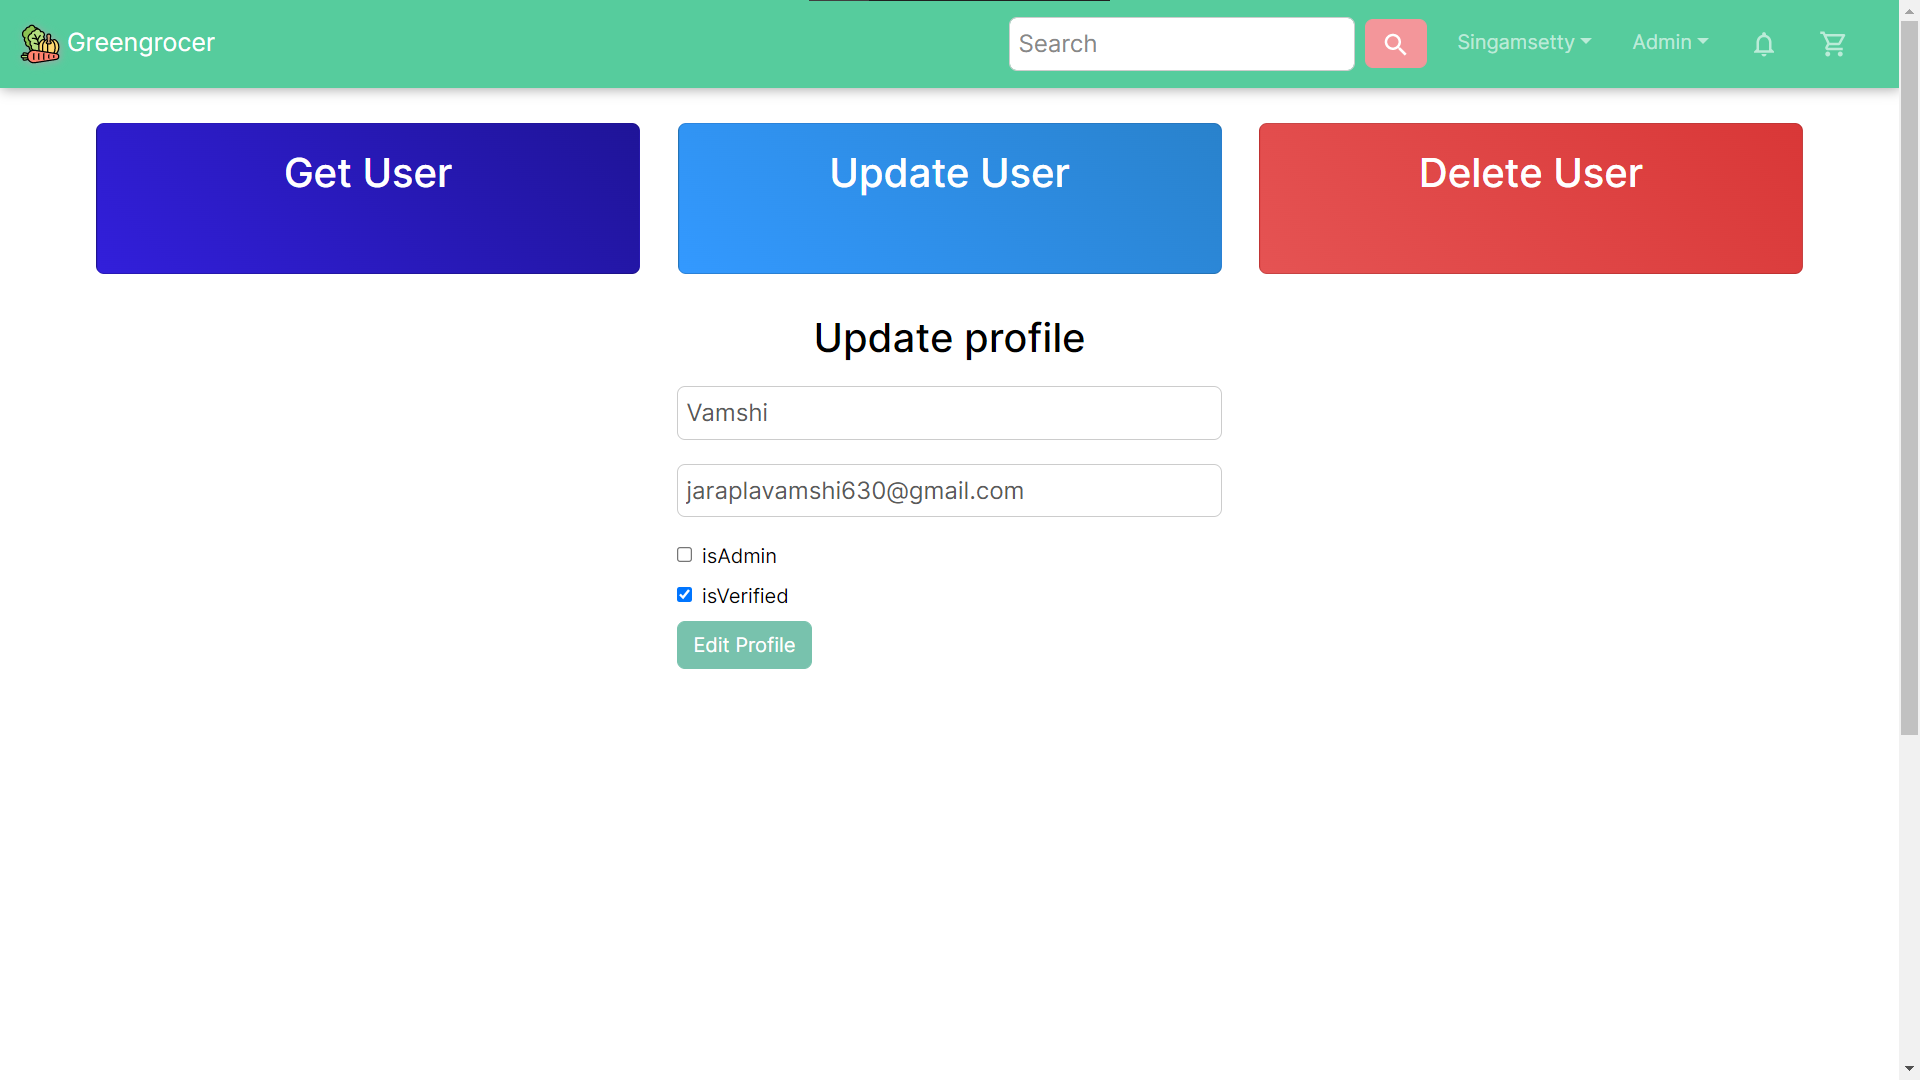 Greengrocer
Search
Singamsetty
Admin
Get User
Update User
Delete User
Update profile
Vamshi
jaraplavamshi630@gmail.com
isAdmin
isVerified
Edit Profile